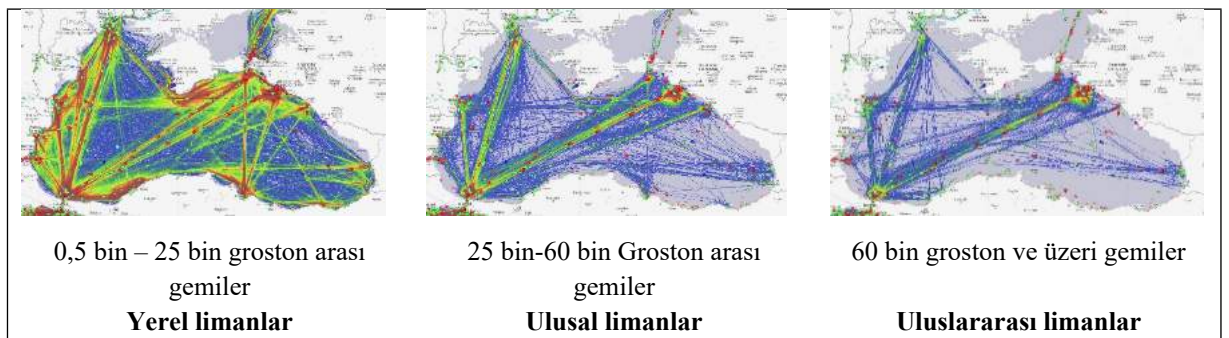 0,5 bin – 25 bin groston arası
gemiler
Yerel limanlar
25 bin-60 bin Groston arası
gemiler
Ulusal limanlar
60 bin groston ve üzeri gemiler
Uluslararası limanlar